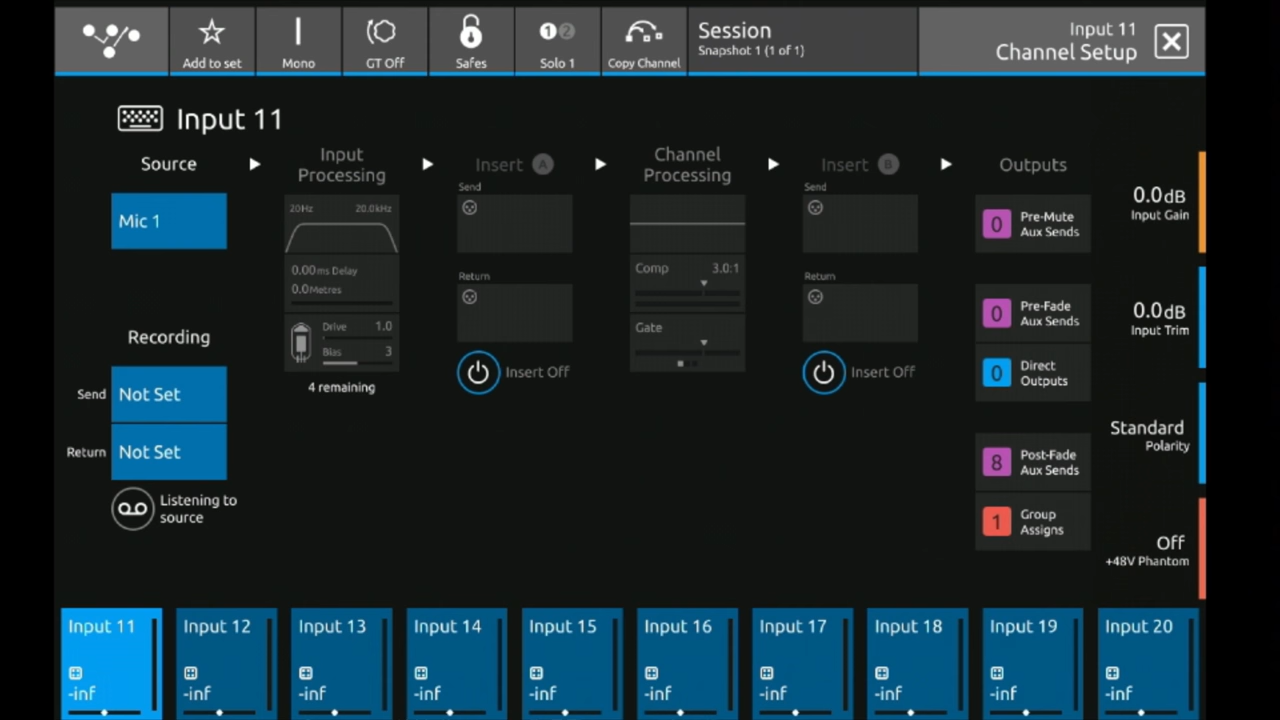 Add to set
Mono
GT Off
Safes
1 2
Solo 1
Copy Channel
Session
Snapshot 1 (1 of 1)
Input 11
Channel Setup
Input 11
Source
Mic 1
Recording
Send
Not Set
Return
Not Set
Listening to
source
Input
Processing
20Hz 20.0kHz
0.00ms Delay
0.0Metres
Drive 1.0
Bias 3
4 remaining
Insert A
Send
Return
Insert Off
Channel
Processing
Comp 3.0:1
Gate
Insert B
Send
Return
Insert Off
Outputs
0 Pre-Mute
Aux Sends
0 Pre-Fade
Aux Sends
0 Direct
Outputs
8 Post-Fade
Aux Sends
1 Group
Assigns
0.0dB
Input Gain
0.0dB
Input Trim
Standard
Polarity
Off
+48V Phantom
Input 11 Input 12 Input 13 Input 14 Input 15 Input 16 Input 17 Input 18 Input 19 Input 20
-inf -inf -inf -inf -inf -inf -inf -inf -inf -inf